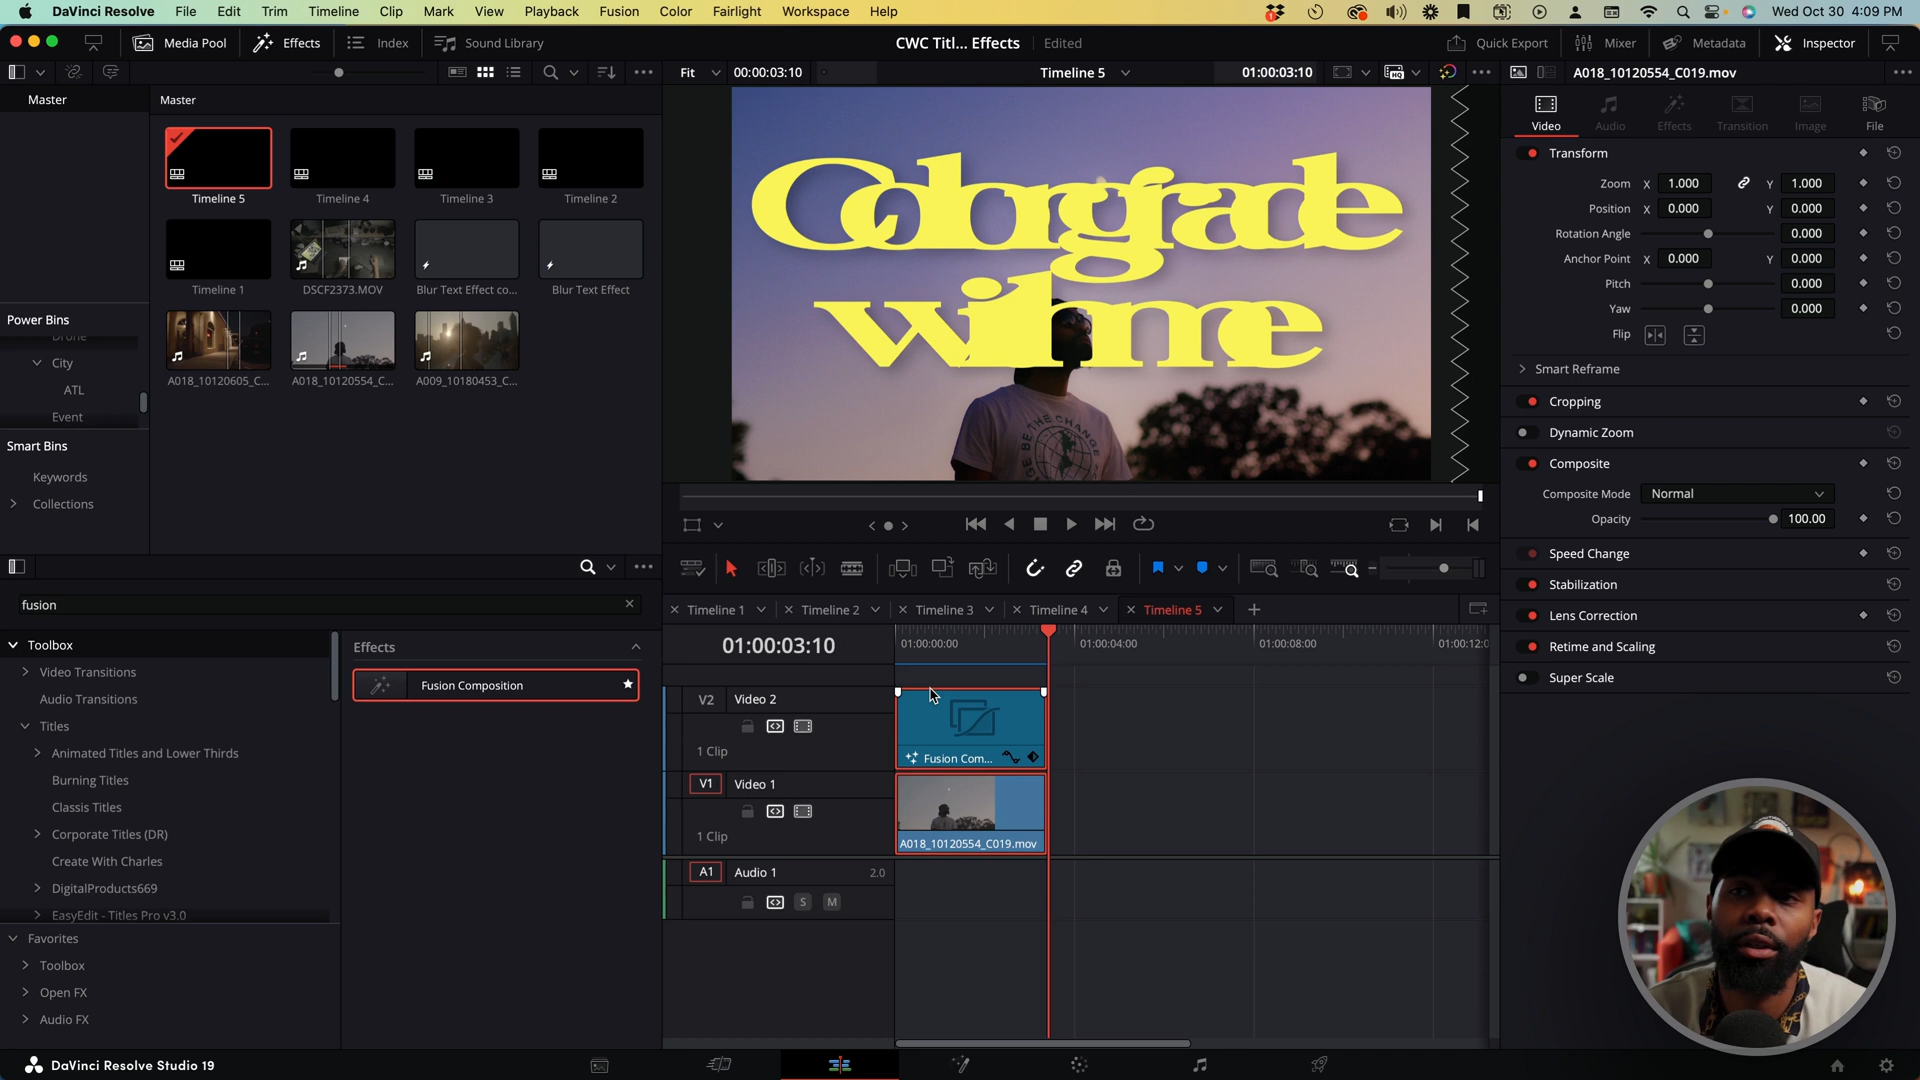 DaVinci Resolve File Edit Trim Timeline Clip Mark View Playback Fusion Color Fairlight Workspace Help Wed Oct 30 4:09 PM
Media Pool Effects Index Sound Library CWC Titl... Effects Edited Quick Export Mixer Metadata Inspector
Fit 00:00:03:10 Timeline 5 01:00:03:10 A018_10120554_C019.mov
Master Master
Timeline 5 Timeline 4 Timeline 3 Timeline 2
Timeline 1 DSCF2373.MOV Blur Text Effect co... Blur Text Effect
A018_10120605_C... A018_10120554_C... A009_10180453_C...
Power Bins
Drone
City
ATL
Event
Smart Bins
Keywords
Collections
Colorgrade
w/me
BE THE CHANGE
Video Audio Effects Transition Image File
Transform
Zoom X 1.000 Y 1.000
Position X 0.000 Y 0.000
Rotation Angle 0.000
Anchor Point X 0.000 Y 0.000
Pitch 0.000
Yaw 0.000
Flip
Smart Reframe
Cropping
Dynamic Zoom
Composite
Composite Mode Normal
Opacity 100.00
Speed Change
Stabilization
Lens Correction
Retime and Scaling
Super Scale
fusion
Toolbox
Video Transitions
Audio Transitions
Titles
Animated Titles and Lower Thirds
Burning Titles
Classis Titles
Corporate Titles (DR)
Create With Charles
DigitalProducts669
EasyEdit - Titles Pro v3.0
Favorites
Toolbox
Open FX
Audio FX
Effects
Fusion Composition
Timeline 1 Timeline 2 Timeline 3 Timeline 4 Timeline 5
01:00:03:10 01:00:00:00 01:00:04:00 01:00:08:00 01:00:12:0
V2 Video 2
1 Clip
Fusion Com...
V1 Video 1
1 Clip
A018_10120554_C019.mov
A1 Audio 1 2.0
S M
DaVinci Resolve Studio 19